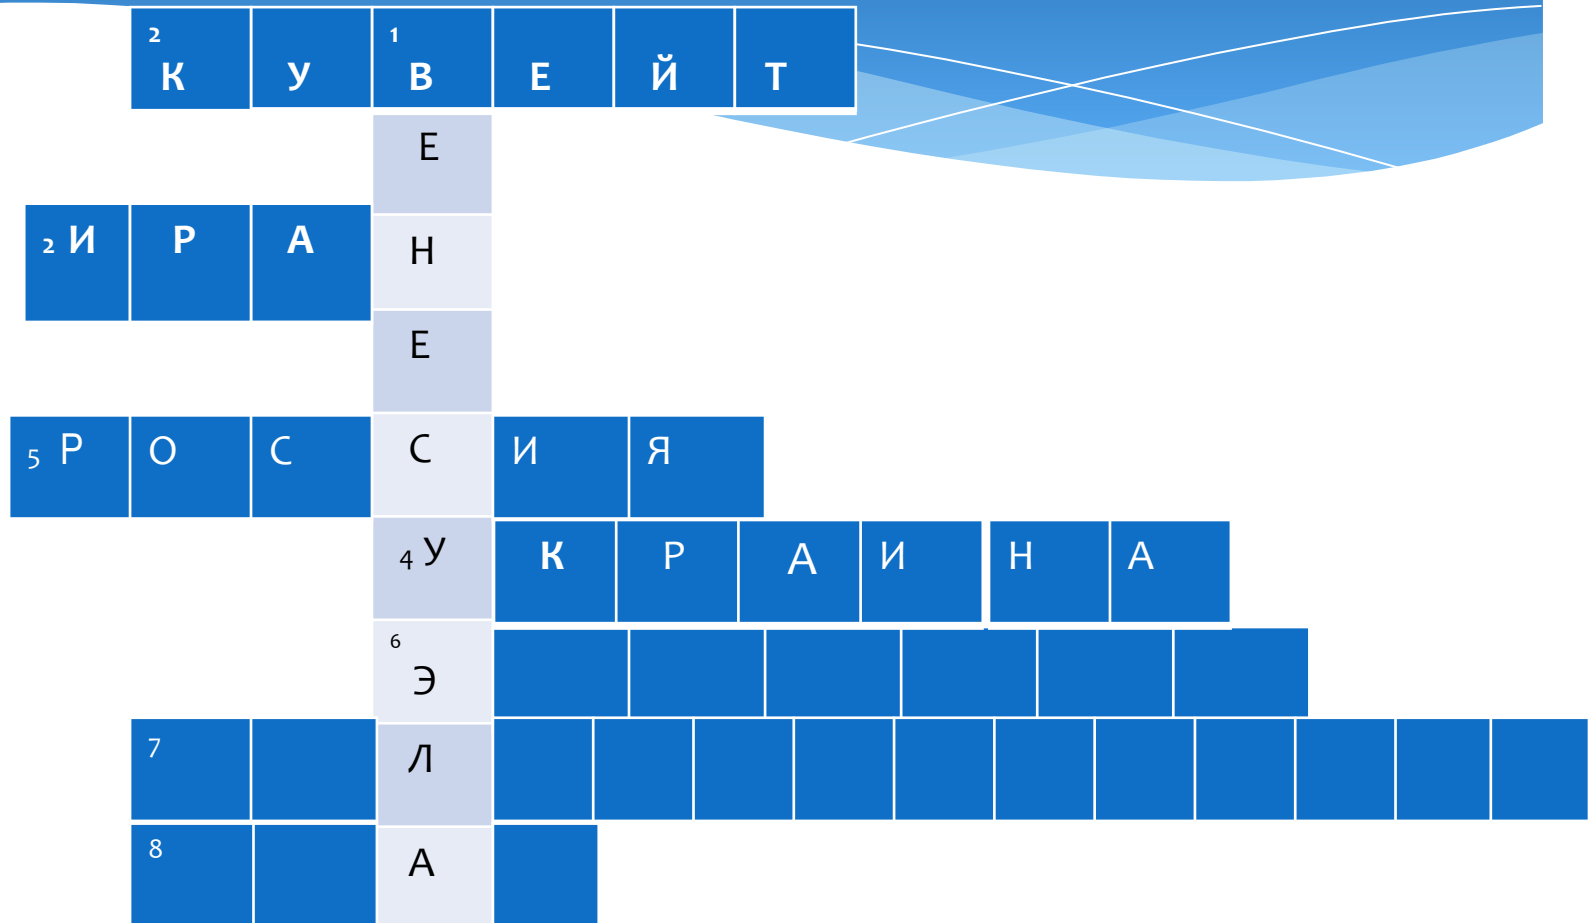 2 К У 1 В Е Й Т
Е
2 И Р А Н
Е
5 Р О С С И Я
4 У К Р А И Н А
6 Э
7 Л
8 А